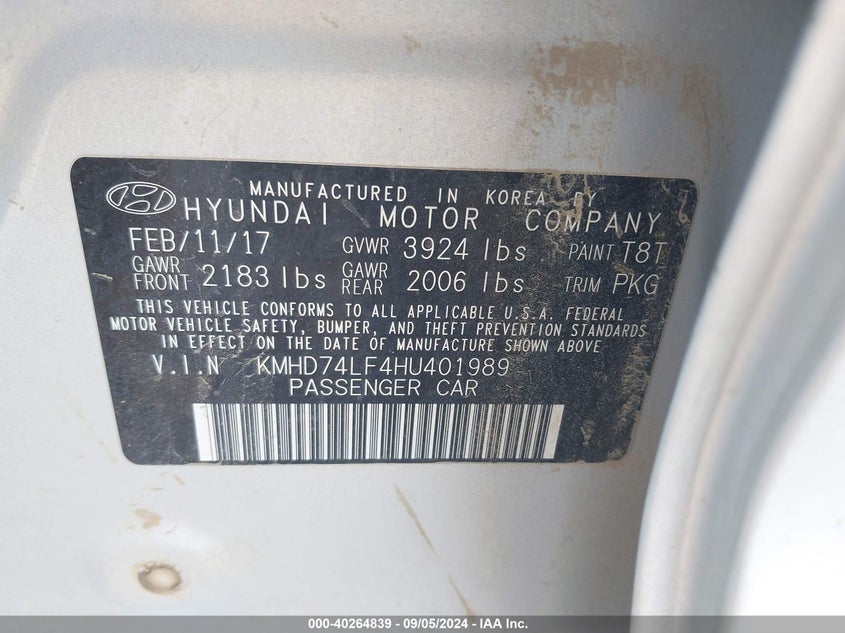 MANUFACTURED IN KOREA BY
HYUNDAI MOTOR COMPANY
FEB/11/17 GVWR 3924 lbs PAINT T8T
GAWR FRONT 2183 lbs GAWR REAR 2006 lbs TRIM PKG
THIS VEHICLE CONFORMS TO ALL APPLICABLE U.S.A. FEDERAL
MOTOR VEHICLE SAFETY, BUMPER, AND THEFT PREVENTION STANDARDS
IN EFFECT ON THE DATE OF MANUFACTURE SHOWN ABOVE.
V.I.N KMHD74LF4HU401989
PASSENGER CAR
000-40264839 - 09/05/2024 - IAA Inc.